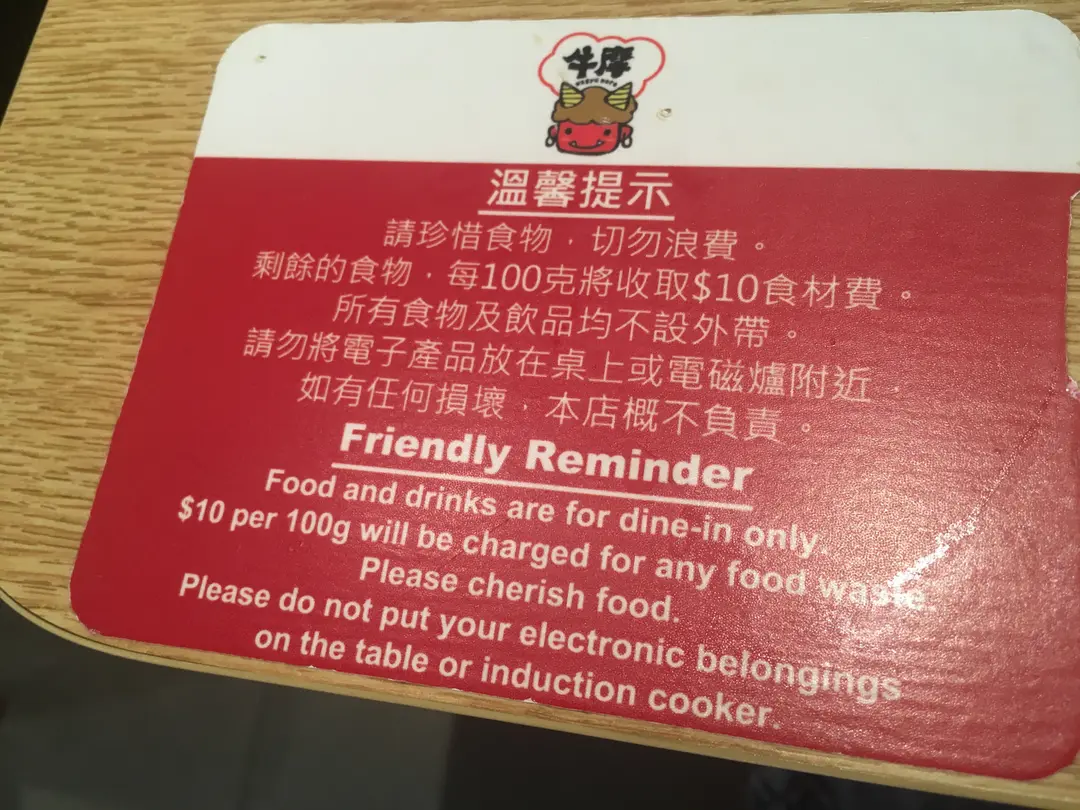 牛摩
溫馨提示
請珍惜食物，切勿浪費。
剩餘的食物，每100克將收取$10食材費。
所有食物及飲品均不設外帶。
請勿將電子產品放在桌上或電磁爐附近，
如有任何損壞，本店概不負責。
Friendly Reminder
Food and drinks are for dine-in only.
$10 per 100g will be charged for any food waste.
Please cherish food.
Please do not put your electronic belongings
on the table or induction cooker.